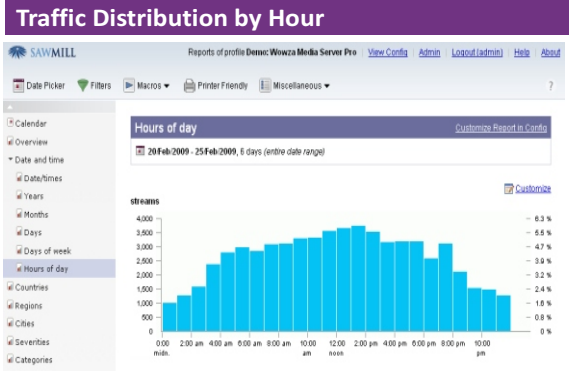 Traffic Distribution by Hour
SAWMILL
Reports of profile Demo: Wowza Media Server Pro View Config Admin Logout (admin) Help About
Date Picker Filters Macros Printer Friendly Miscellaneous ?
Calendar
Overview
Date and time
Date/times
Years
Months
Days
Days of week
Hours of day
Countries
Regions
Cities
Severities
Categories
Hours of day Customize Report in Config
20/Feb/2009 - 25/Feb/2009, 6 days (entire date range)
Customize
streams
4,000 6.3 %
3,500 5.5 %
3,000 4.7 %
2,500 3.9 %
2,000 3.2 %
1,500 2.4 %
1,000 1.6 %
500 0.8 %
0 0 %
0:00 2:00 am 4:00 am 6:00 am 8:00 am 10:00 12:00 2:00 pm 4:00 pm 6:00 pm 8:00 pm 10:00
midn. am noon pm